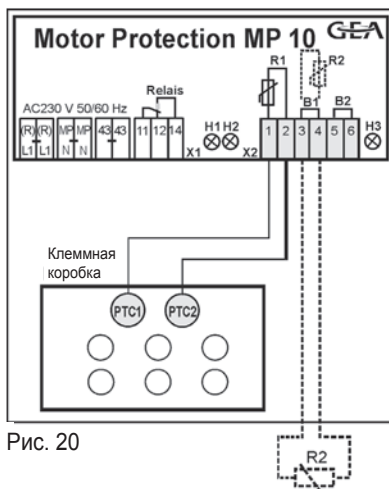 Motor Protection MP 10 GEA
R1 R2
Relais
AC230 V 50/60 Hz
B1 B2
(R) (R) MP MP 43 43 11 12 14 H1 H2 1 2 3 4 5 6 H3
L1 L1 N N X1 X2
Клеммная
коробка
PTC1 PTC2
Рис. 20
R2